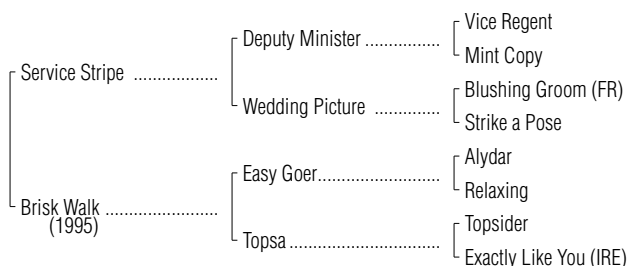 Vice Regent
Deputy Minister ................
Mint Copy
Service Stripe ..................
Blushing Groom (FR)
Wedding Picture ..............
Strike a Pose
Alydar
Easy Goer..........................
Relaxing
Brisk Walk ........................
(1995)
Topsider
Topsa ................................
Exactly Like You (IRE)